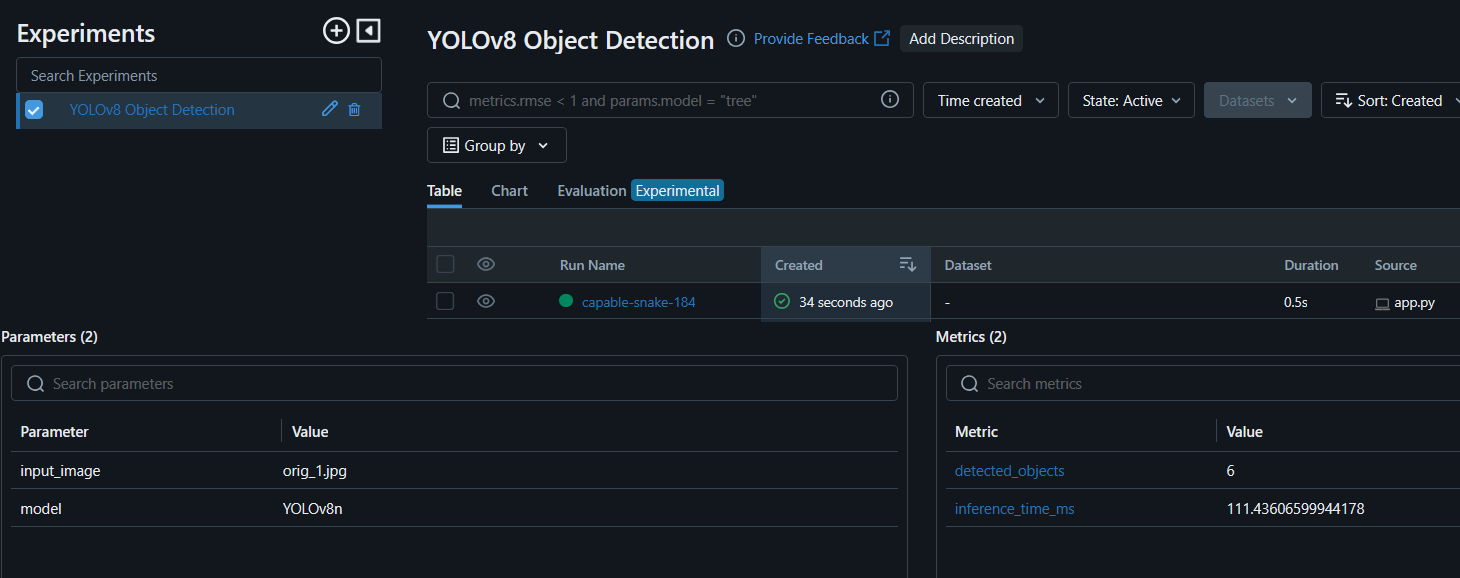 Experiments
Search Experiments
YOLOv8 Object Detection
YOLOv8 Object Detection Provide Feedback Add Description
metrics.rmse < 1 and params.model = "tree" Time created State: Active Datasets Sort: Created
Group by
Table Chart Evaluation Experimental
Run Name Created Dataset Duration Source
capable-snake-184 34 seconds ago - 0.5s app.py
Parameters (2)
Search parameters
Parameter Value
input_image orig_1.jpg
model YOLOv8n
Metrics (2)
Search metrics
Metric Value
detected_objects 6
inference_time_ms 111.43606599944178